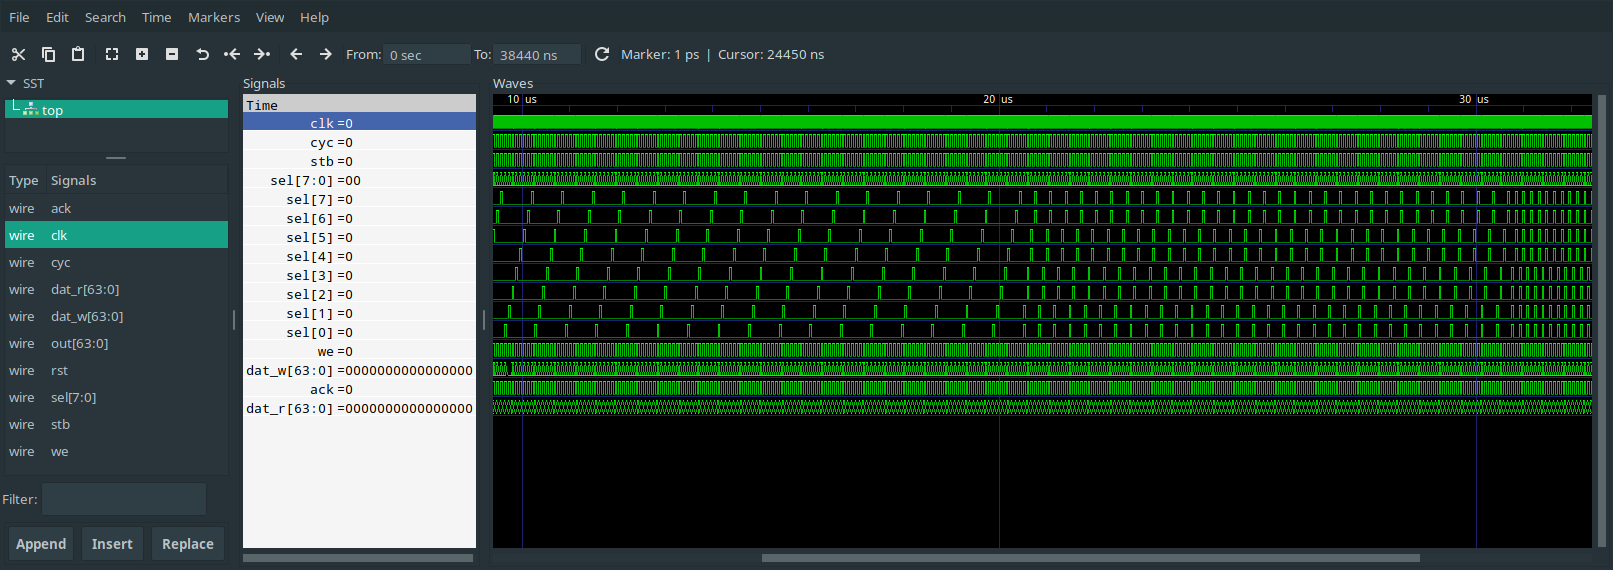 File Edit Search Time Markers View Help
From: 0 sec To: 38440 ns Marker: 1 ps | Cursor: 24450 ns
SST
top
Type Signals
wire ack
wire clk
wire cyc
wire dat_r[63:0]
wire dat_w[63:0]
wire out[63:0]
wire rst
wire sel[7:0]
wire stb
wire we
Filter:
Append Insert Replace
Signals
Time
clk =0
cyc =0
stb =0
sel[7:0] =00
sel[7] =0
sel[6] =0
sel[5] =0
sel[4] =0
sel[3] =0
sel[2] =0
sel[1] =0
sel[0] =0
we =0
dat_w[63:0] =0000000000000000
ack =0
dat_r[63:0] =0000000000000000
Waves
10 us 20 us 30 us